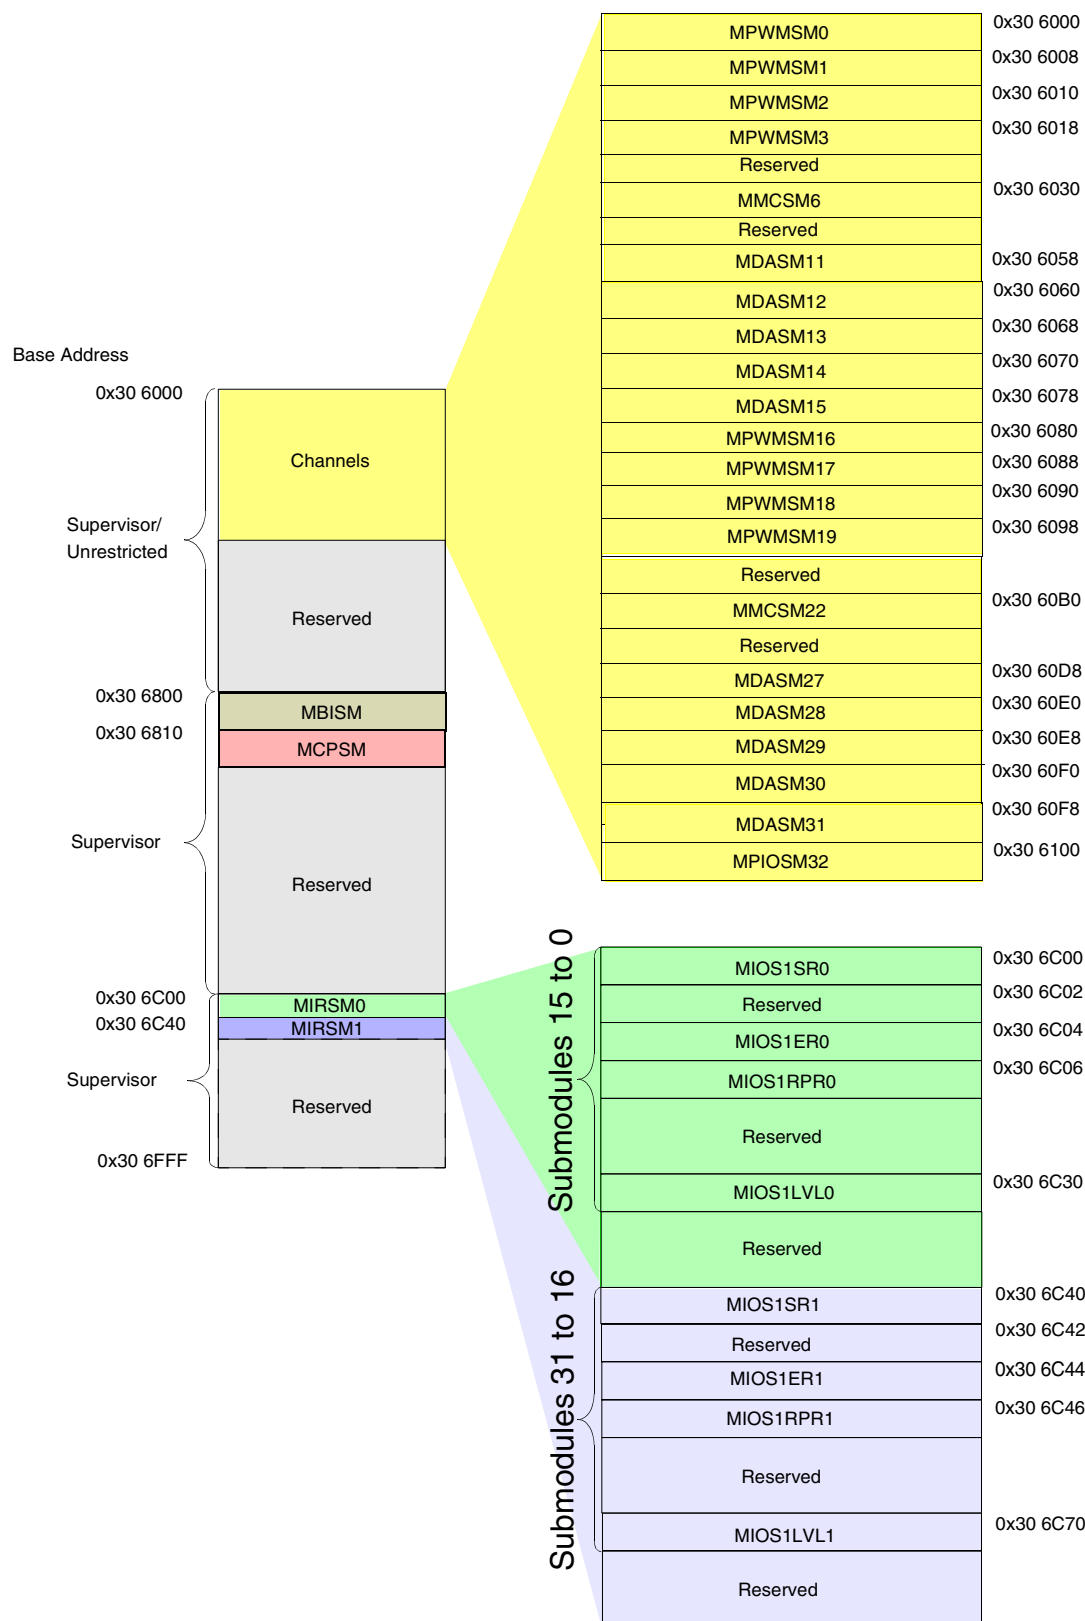 Base Address
0x30 6000
Channels
Supervisor/
Unrestricted
Reserved
0x30 6800
MBISM
0x30 6810
MCPSM
Supervisor
Reserved
0x30 6C00
MIRSM0
0x30 6C40
MIRSM1
Supervisor
Reserved
0x30 6FFF
MPWMSM0
0x30 6000
MPWMSM1
0x30 6008
MPWMSM2
0x30 6010
MPWMSM3
0x30 6018
Reserved
MMCSM6
0x30 6030
Reserved
MDASM11
0x30 6058
MDASM12
0x30 6060
MDASM13
0x30 6068
MDASM14
0x30 6070
MDASM15
0x30 6078
MPWMSM16
0x30 6080
MPWMSM17
0x30 6088
MPWMSM18
0x30 6090
MPWMSM19
0x30 6098
Reserved
MMCSM22
0x30 60B0
Reserved
MDASM27
0x30 60D8
MDASM28
0x30 60E0
MDASM29
0x30 60E8
MDASM30
0x30 60F0
MDASM31
0x30 60F8
MPIOSM32
0x30 6100
Submodules 15 to 0
MIOS1SR0
0x30 6C00
Reserved
0x30 6C02
MIOS1ER0
0x30 6C04
MIOS1RPR0
0x30 6C06
Reserved
MIOS1LVL0
0x30 6C30
Reserved
Submodules 31 to 16
MIOS1SR1
0x30 6C40
Reserved
0x30 6C42
MIOS1ER1
0x30 6C44
MIOS1RPR1
0x30 6C46
Reserved
MIOS1LVL1
0x30 6C70
Reserved